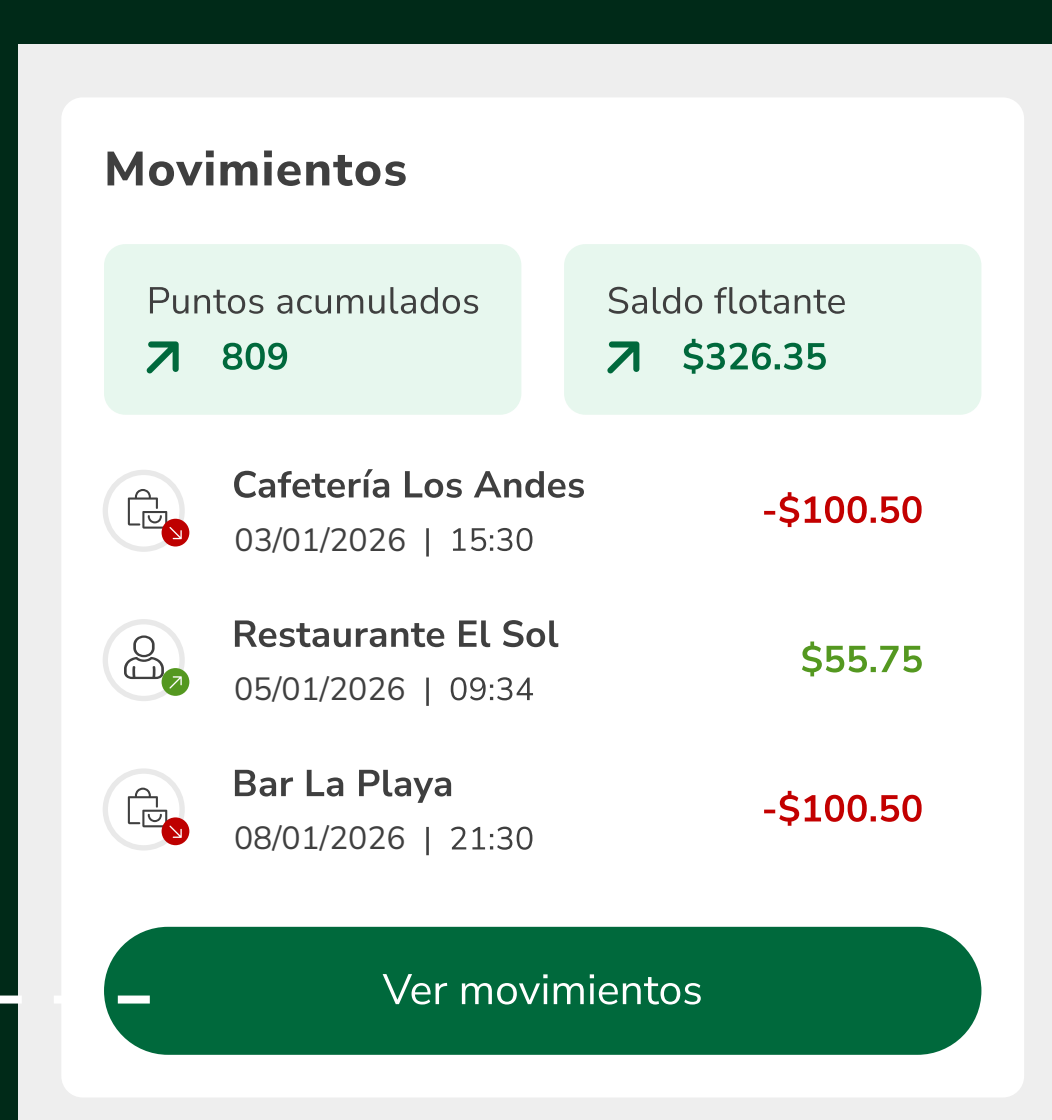 Movimientos
Puntos acumulados
809
Saldo flotante
$326.35
Cafetería Los Andes
03/01/2026 | 15:30
-$100.50
Restaurante El Sol
05/01/2026 | 09:34
$55.75
Bar La Playa
08/01/2026 | 21:30
-$100.50
Ver movimientos